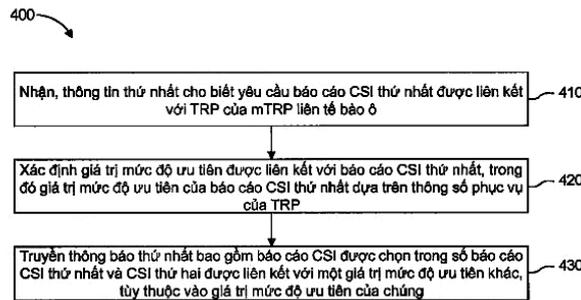 400
Nhận, thông tin thứ nhất cho biết yêu cầu báo cáo CSI thứ nhất được liên kết
với TRP của mTRP liên tế bào ô
410
Xác định giá trị mức độ ưu tiên được liên kết với báo cáo CSI thứ nhất, trong
đó giá trị mức độ ưu tiên của báo cáo CSI thứ nhất dựa trên thông số phục vụ
của TRP
420
Truyền thông báo thứ nhất bao gồm báo cáo CSI được chọn trong số báo cáo
CSI thứ nhất và CSI thứ hai được liên kết với một giá trị mức độ ưu tiên khác,
tùy thuộc vào giá trị mức độ ưu tiên của chúng
430